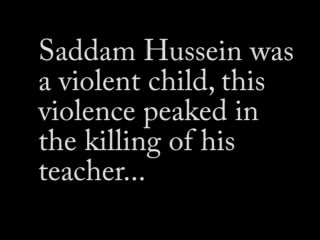 Saddam Hussein was
a violent child, this
violence peaked in
the killing of his
teacher...